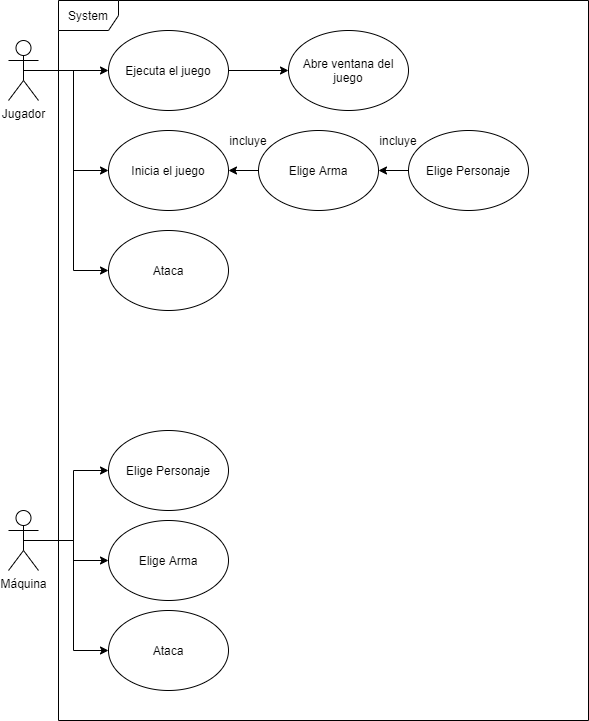 System
Jugador
Ejecuta el juego
Abre ventana del
juego
Inicia el juego
incluye
Elige Arma
incluye
Elige Personaje
Ataca
Máquina
Elige Personaje
Elige Arma
Ataca